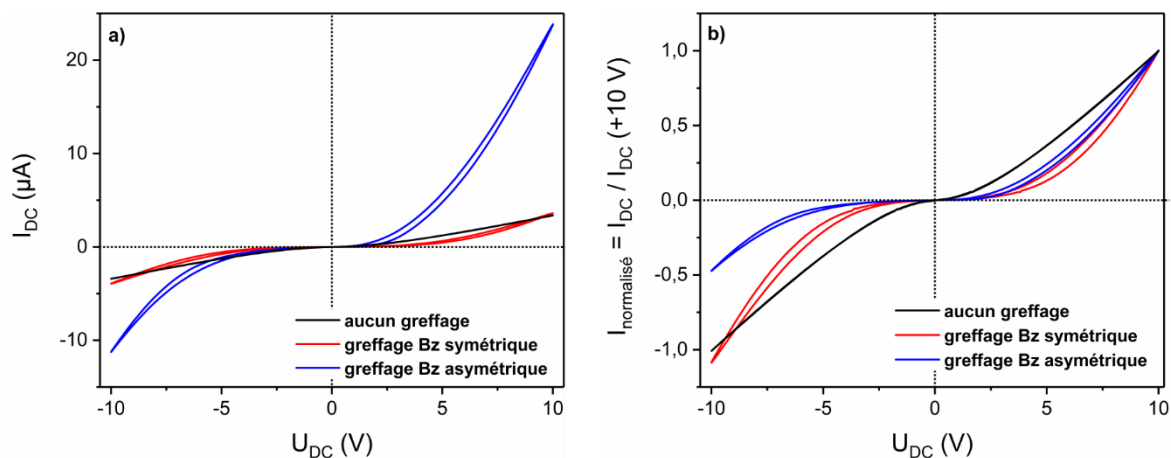 a)
20
10
0
-10
I_DC (µA)
-10 -5 0 5 10
U_DC (V)
aucun greffage
greffage Bz symétrique
greffage Bz asymétrique
b)
1,0
0,5
0,0
-0,5
-1,0
I_normalisé = I_DC / I_DC (+10 V)
-10 -5 0 5 10
U_DC (V)
aucun greffage
greffage Bz symétrique
greffage Bz asymétrique